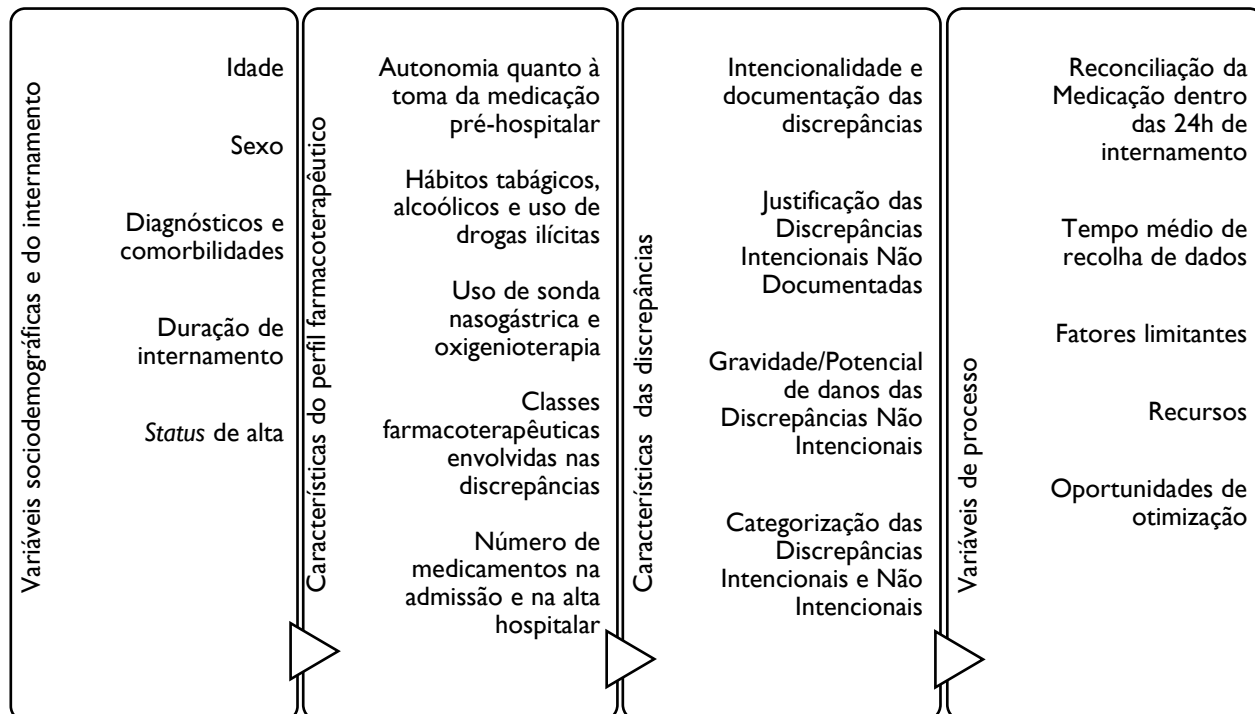 Variáveis sociodemográficas e do internamento
Idade
Sexo
Diagnósticos e
comorbilidades
Duração de
internamento
Status de alta
Características do perfil farmacoterapêutico
Autonomia quanto à
toma da medicação
pré-hospitalar
Hábitos tabágicos,
alcoólicos e uso de
drogas ilícitas
Uso de sonda
nasogástrica e
oxigenioterapia
Classes
farmacoterapêuticas
envolvidas nas
discrepâncias
Número de
medicamentos na
admissão e na alta
hospitalar
Características das discrepâncias
Intencionalidade e
documentação das
discrepâncias
Justificação das
Discrepâncias
Intencionais Não
Documentadas
Gravidade/Potencial
de danos das
Discrepâncias Não
Intencionais
Categorização das
Discrepâncias
Intencionais e Não
Intencionais
Variáveis de processo
Reconciliação da
Medicação dentro
das 24h de
internamento
Tempo médio de
recolha de dados
Fatores limitantes
Recursos
Oportunidades de
otimização